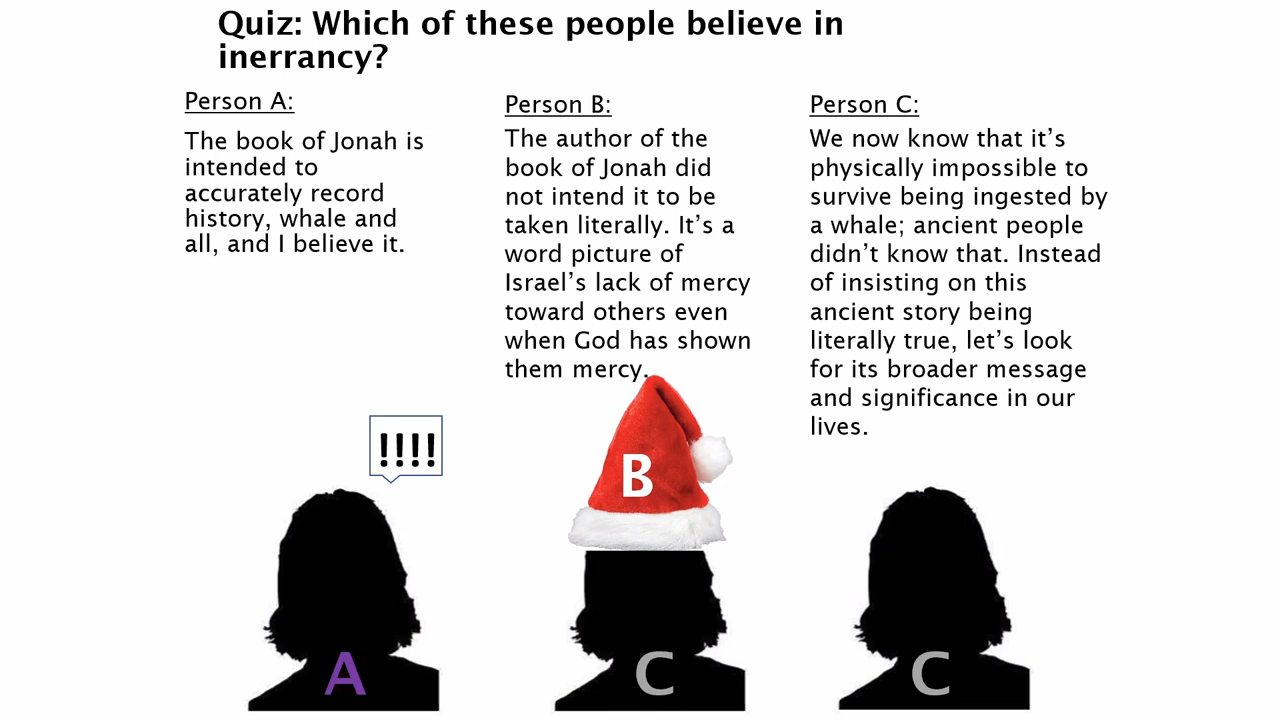 Quiz: Which of these people believe in
inerrancy?
Person A:
The book of Jonah is
intended to
accurately record
history, whale and
all, and I believe it.
Person B:
The author of the
book of Jonah did
not intend it to be
taken literally. It’s a
word picture of
Israel’s lack of mercy
toward others even
when God has shown
them mercy.
Person C:
We now know that it’s
physically impossible to
survive being ingested by
a whale; ancient people
didn’t know that. Instead
of insisting on this
ancient story being
literally true, let’s look
for its broader message
and significance in our
lives.
!!!!
B
A
C
C